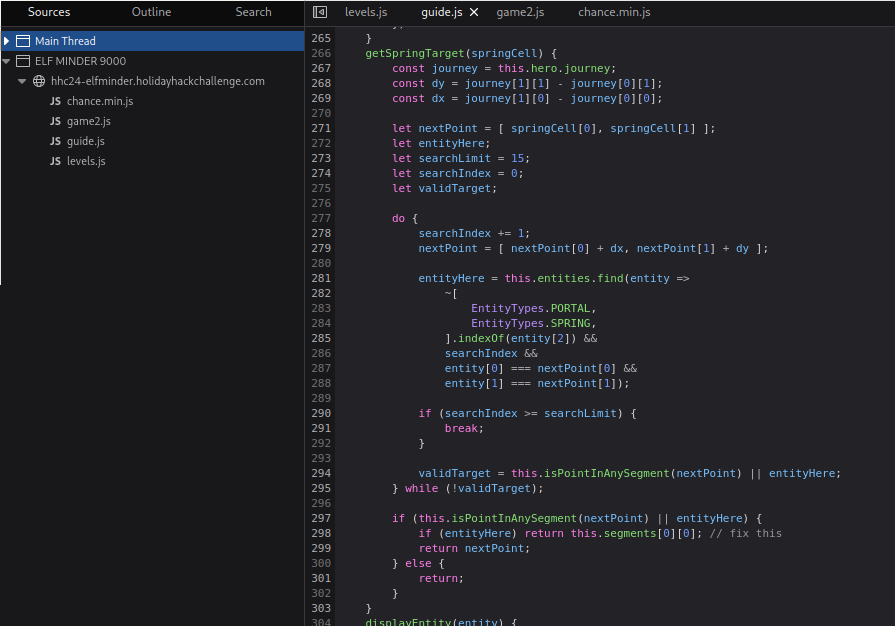 Sources Outline Search levels.js guide.js game2.js chance.min.js
Main Thread
ELF MINDER 9000
hhc24-elfminder.holidayhackchallenge.com
JS chance.min.js
JS game2.js
JS guide.js
JS levels.js
265 }
266 getSpringTarget(springCell) {
267 const journey = this.hero.journey;
268 const dy = journey[1][1] - journey[0][1];
269 const dx = journey[1][0] - journey[0][0];
270
271 let nextPoint = [ springCell[0], springCell[1] ];
272 let entityHere;
273 let searchLimit = 15;
274 let searchIndex = 0;
275 let validTarget;
276
277 do {
278 searchIndex += 1;
279 nextPoint = [ nextPoint[0] + dx, nextPoint[1] + dy ];
280
281 entityHere = this.entities.find(entity =>
282 ~[
283 EntityTypes.PORTAL,
284 EntityTypes.SPRING,
285 ].indexOf(entity[2]) &&
286 searchIndex &&
287 entity[0] === nextPoint[0] &&
288 entity[1] === nextPoint[1]);
289
290 if (searchIndex >= searchLimit) {
291 break;
292 }
293
294 validTarget = this.isPointInAnySegment(nextPoint) || entityHere;
295 } while (!validTarget);
296
297 if (this.isPointInAnySegment(nextPoint) || entityHere) {
298 if (entityHere) return this.segments[0][0]; // fix this
299 return nextPoint;
300 } else {
301 return;
302 }
303 }
304 displayEntity(entity) {